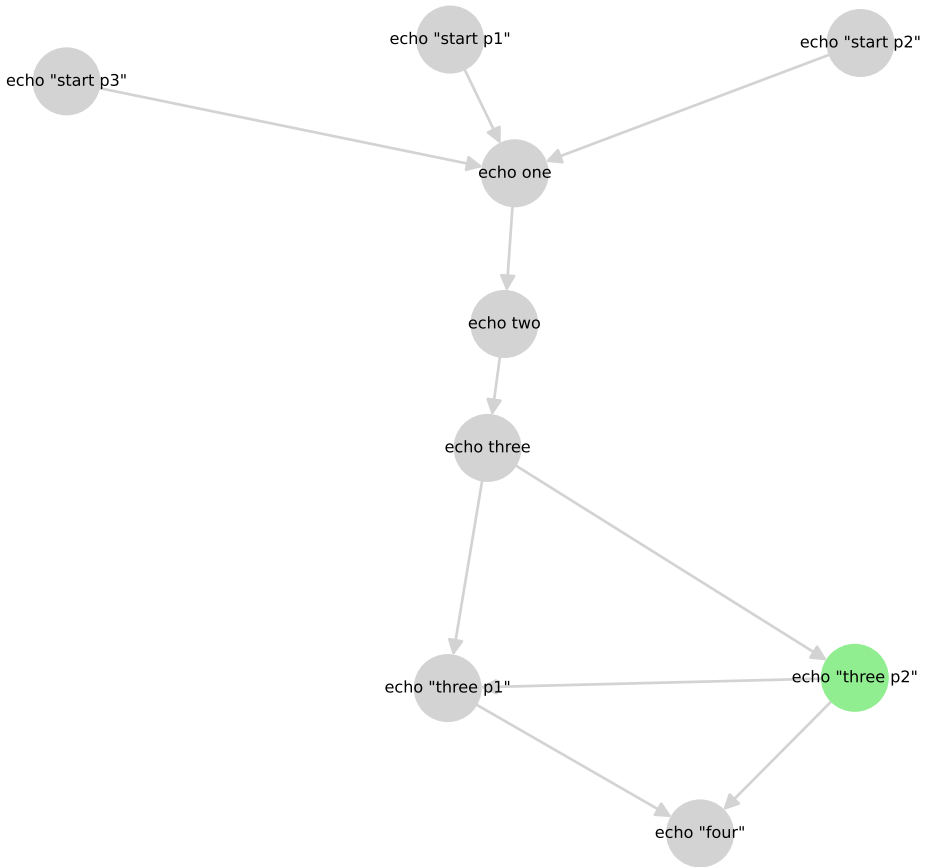 echo "start p1"
echo "start p2"
echo "start p3"
echo one
echo two
echo three
echo "three p2"
echo "three p1"
echo "four"